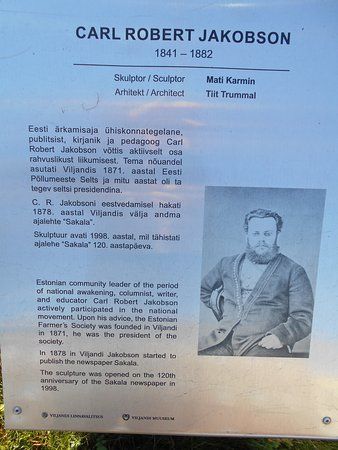 CARL ROBERT JAKOBSON
1841 – 1882
Skulptor / Sculptor Mati Karmin
Arhitekt / Architect Tiit Trummal
Eesti ärkamisaja ühiskonnategelane,
publitsist, kirjanik ja pedagoog Carl
Robert Jakobson võttis aktiivselt osa
rahvuslikust liikumisest. Tema nõuandel
asutati Viljandis 1871. aastal Eesti
Põllumeeste Selts ja mitu aastat oli ta
tegev seltsi presidendina.
C. R. Jakobsoni eestvedamisel hakati
1878. aastal Viljandis välja andma
ajalehte "Sakala".
Skulptuur avati 1998. aastal, mil tähistati
ajalehe "Sakala" 120. aastapäeva.
Estonian community leader of the period
of national awakening, columnist, writer,
and educator Carl Robert Jakobson
actively participated in the national
movement. Upon his advice, the Estonian
Farmer's Society was founded in Viljandi
in 1871, he was the president of the
society.
In 1878 in Viljandi Jakobson started to
publish the newspaper Sakala.
The sculpture was opened on the 120th
anniversary of the Sakala newspaper in
1998.
VILJANDI LINNAVALITSUS VILJANDI MUUSEUM